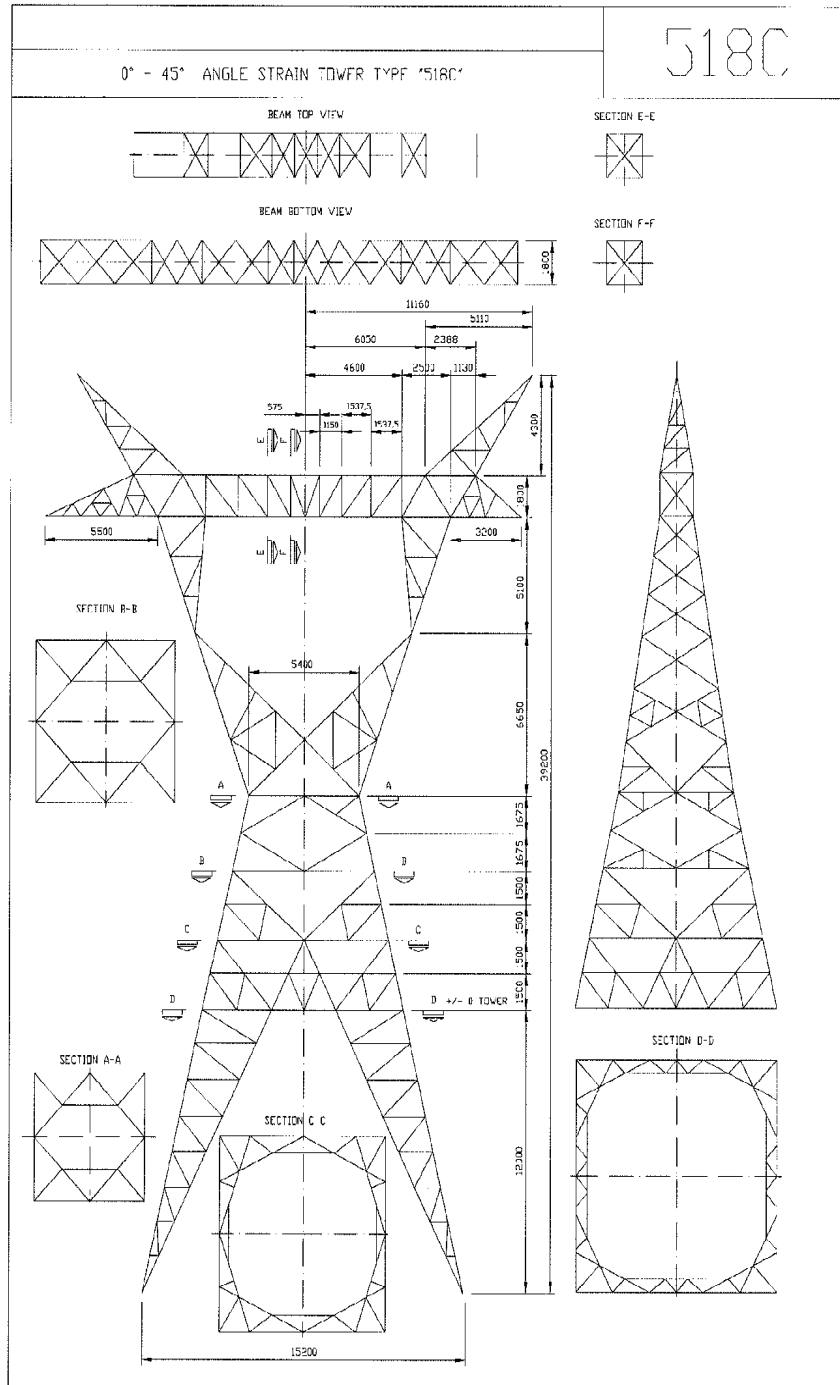 518C
0° - 45° ANGLE STRAIN TOWER TYPE "518C"
BEAM TOP VIEW
SECTION E-E
BEAM BOTTOM VIEW
SECTION F-F
1800
11160
5110
6050
2388
4600
2500
1130
575
1537,5
1150
1537,5
4300
E
F
1800
5500
3200
E
F
5100
SECTION B-B
5400
6650
39200
A
A
1675
1675
B
1500
1500
C
C
1500
1500
D
D
+/- 0 TOWER
SECTION D-D
SECTION A-A
SECTION C C
12000
15200